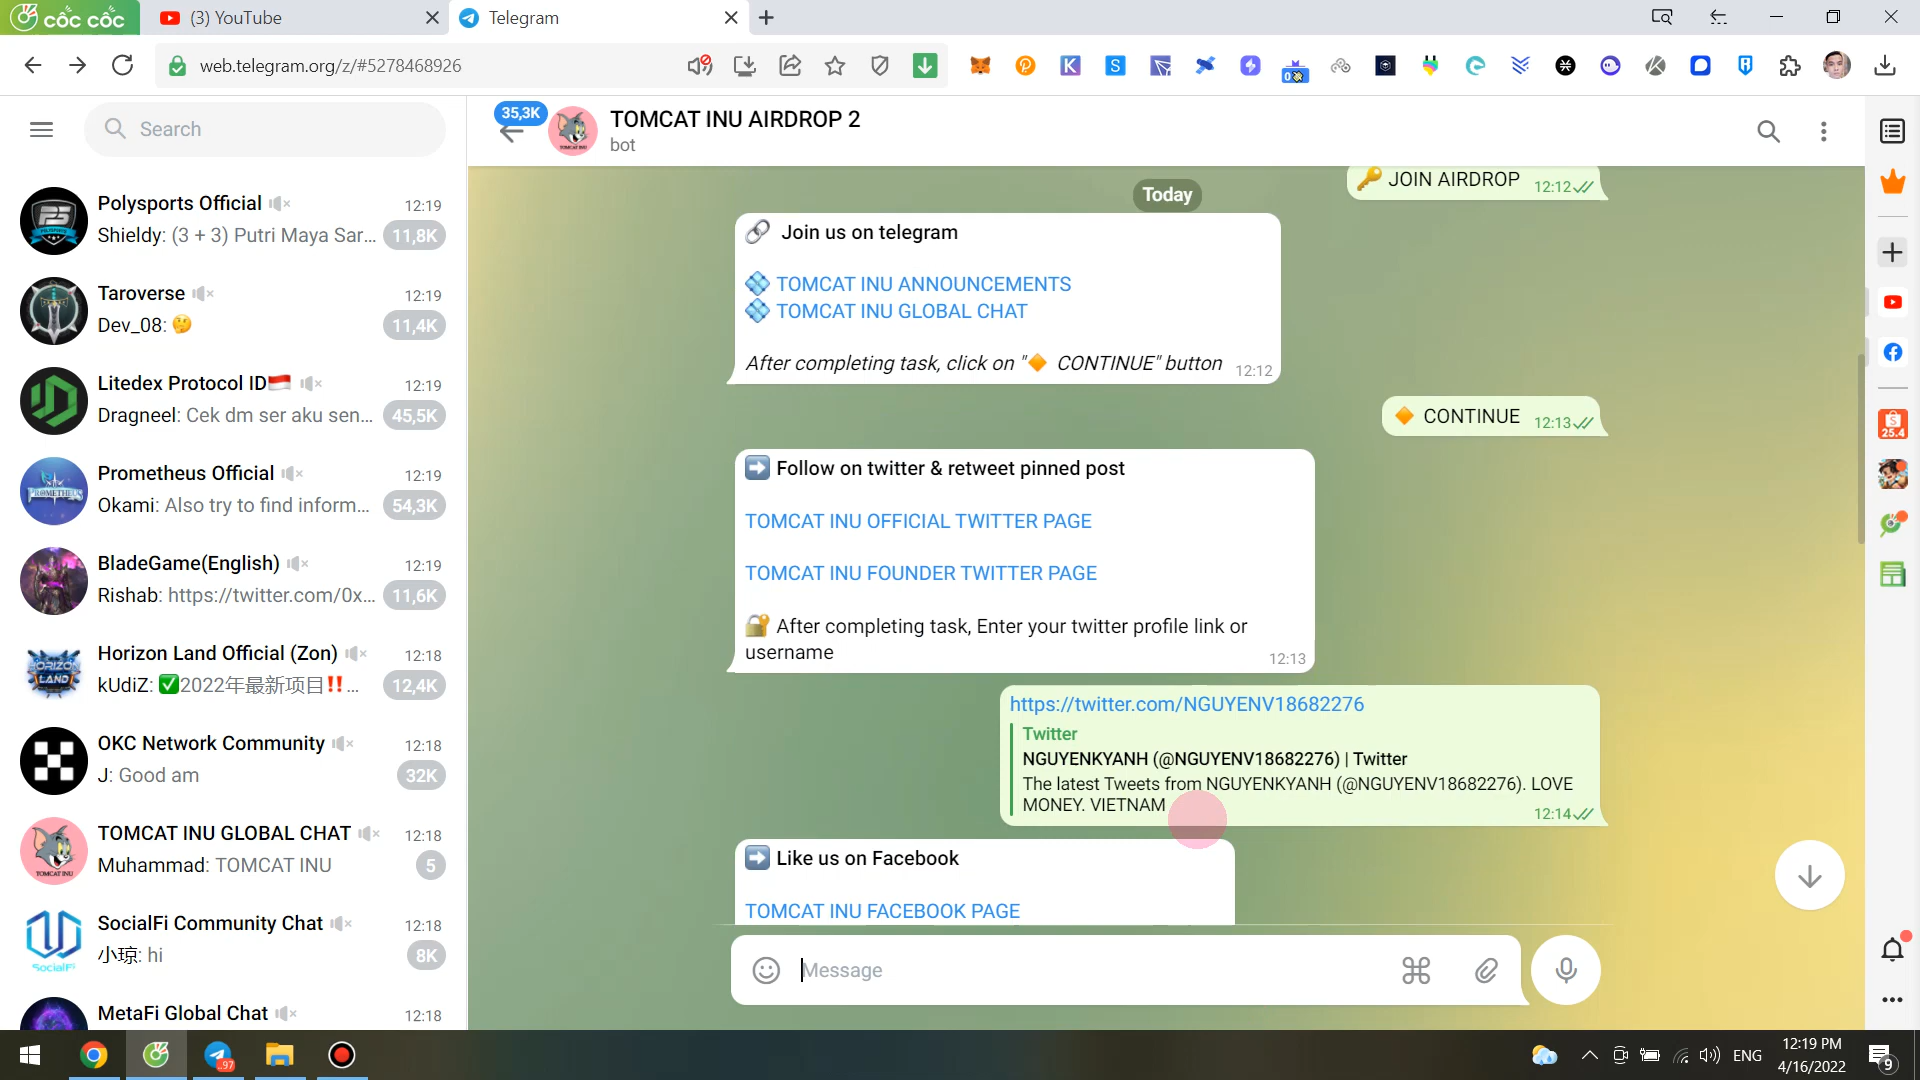 cốc cốc
(3) YouTube
Telegram
web.telegram.org/z/#5278468926
Search
35,3K
TOMCAT INU AIRDROP 2
bot
Polysports Official
12:19
Shieldy: (3 + 3) Putri Maya Sar...
11,8K
Taroverse
12:19
Dev_08: 🤔
11,4K
Litedex Protocol ID🇮🇩
12:19
Dragneel: Cek dm ser aku sen...
45,5K
Prometheus Official
12:19
Okami: Also try to find inform...
54,3K
BladeGame(English)
12:19
Rishab: https://twitter.com/0x...
11,6K
Horizon Land Official (Zon)
12:18
kUdiZ: ✅2022年最新项目‼️...
12,4K
OKC Network Community
12:18
J: Good am
32K
TOMCAT INU GLOBAL CHAT
12:18
Muhammad: TOMCAT INU
5
SocialFi Community Chat
12:18
小琼: hi
8K
MetaFi Global Chat
12:18
🔑 JOIN AIRDROP 12:12
Today
🔗 Join us on telegram
💠 TOMCAT INU ANNOUNCEMENTS
💠 TOMCAT INU GLOBAL CHAT
After completing task, click on "🔶 CONTINUE" button 12:12
🔶 CONTINUE 12:13
➡️ Follow on twitter & retweet pinned post
TOMCAT INU OFFICIAL TWITTER PAGE
TOMCAT INU FOUNDER TWITTER PAGE
🔐 After completing task, Enter your twitter profile link or
username 12:13
https://twitter.com/NGUYENV18682276
Twitter
NGUYENKYANH (@NGUYENV18682276) | Twitter
The latest Tweets from NGUYENKYANH (@NGUYENV18682276). LOVE
MONEY. VIETNAM 12:14
➡️ Like us on Facebook
TOMCAT INU FACEBOOK PAGE
Message
25.4
97
ENG
12:19 PM
4/16/2022
9